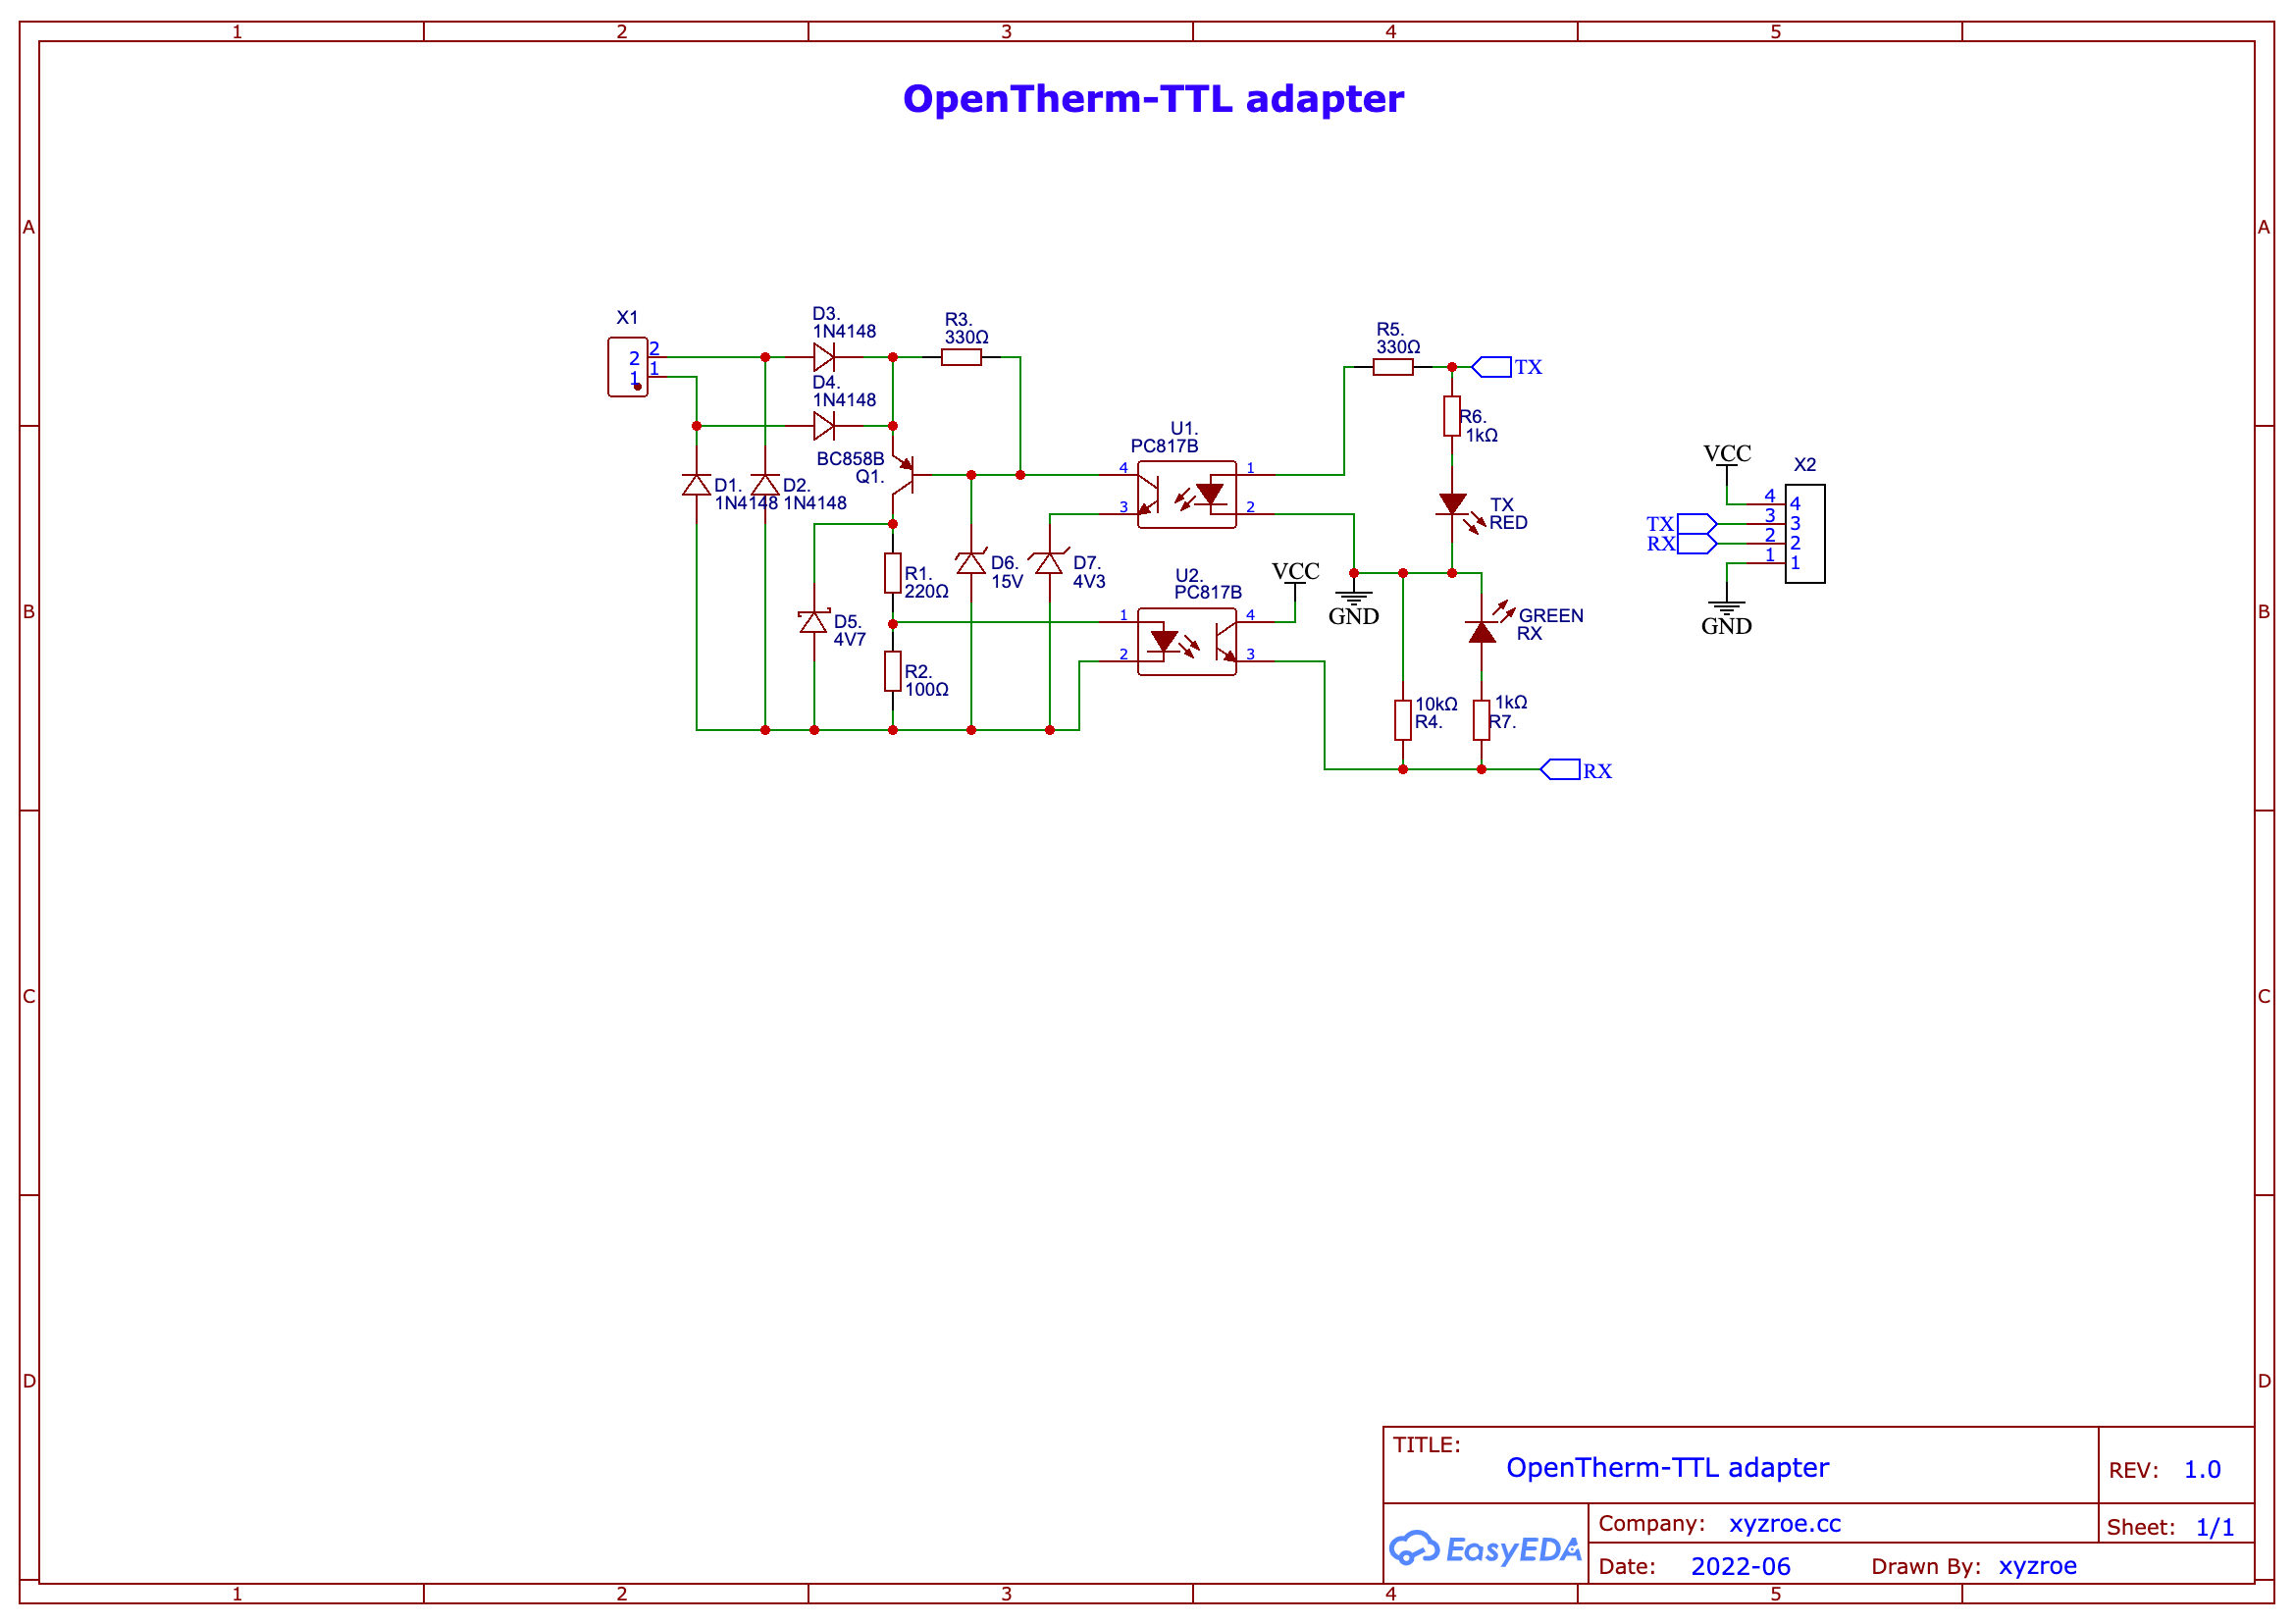 1 2 3 4 5
OpenTherm-TTL adapter
A A
X1
2 2
1 1
D3.
1N4148
D4.
1N4148
R3.
330Ω
BC858B
Q1.
D1.
1N4148
D2.
1N4148
U1.
PC817B
4 1
3 2
R5.
330Ω
TX
R6.
1kΩ
TX
RED
D6.
15V
D7.
4V3
R1.
220Ω
D5.
4V7
R2.
100Ω
U2.
PC817B
1 4
2 3
VCC
GND
GREEN
RX
10kΩ
R4.
1kΩ
R7.
RX
VCC
X2
4 4
TX 3 3
RX 2 2
1 1
GND
B B
C C
D D
TITLE:
OpenTherm-TTL adapter
REV: 1.0
EasyEDA
Company: xyzroe.cc
Sheet: 1/1
Date: 2022-06
Drawn By: xyzroe
1 2 3 4 5